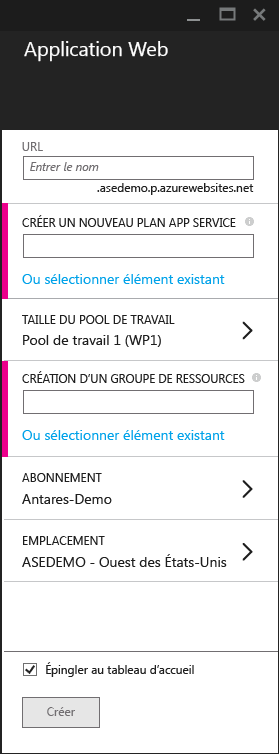 Application Web
URL
Entrer le nom
.asedemo.p.azurewebsites.net
CRÉER UN NOUVEAU PLAN APP SERVICE
Ou sélectionner élément existant
TAILLE DU POOL DE TRAVAIL
Pool de travail 1 (WP1)
CRÉATION D'UN GROUPE DE RESSOURCES
Ou sélectionner élément existant
ABONNEMENT
Antares-Demo
EMPLACEMENT
ASEDEMO - Ouest des États-Unis
Épingler au tableau d'accueil
Créer